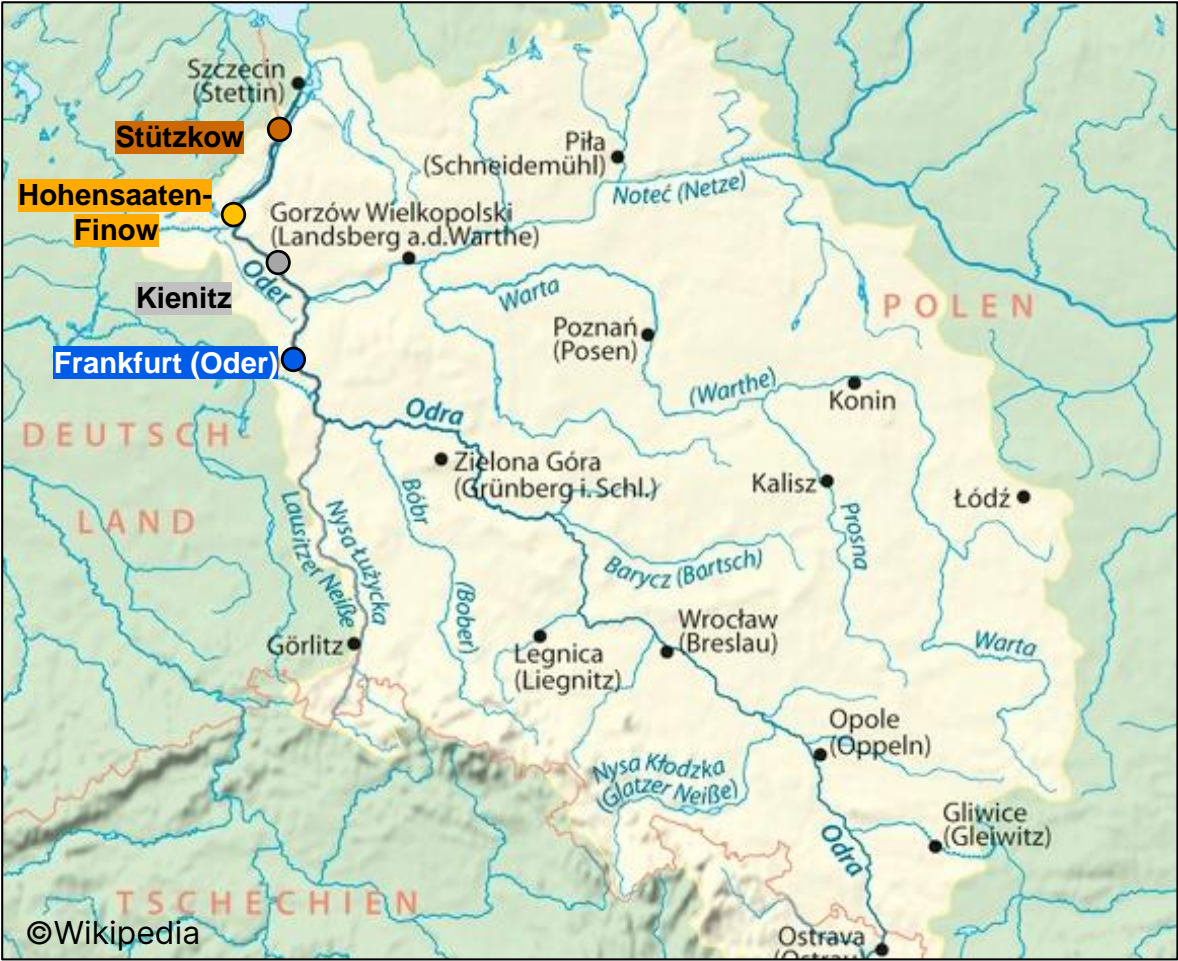 Szczecin
(Stettin)
Stützkow
Piła
(Schneidemühl)
Noteć (Netze)
Hohensaaten-
Finow
Gorzów Wielkopolski
(Landsberg a.d.Warthe)
Oder
Kienitz
Warta
POLEN
Poznań
(Posen)
Frankfurt (Oder)
(Warthe)
Konin
Odra
DEUTSCH-
LAND
Zielona Góra
(Grünberg i. Schl.)
Kalisz
Łódź
Bóbr
(Bober)
Lausitzer Neiße
Nysa Łużycka
Prosna
Barycz (Bartsch)
Görlitz
Legnica
(Liegnitz)
Wrocław
(Breslau)
Warta
Opole
(Oppeln)
Nysa Kłodzka
(Glatzer Neiße)
Gliwice
(Gleiwitz)
Odra
TSCHECHIEN
©Wikipedia
Ostrava